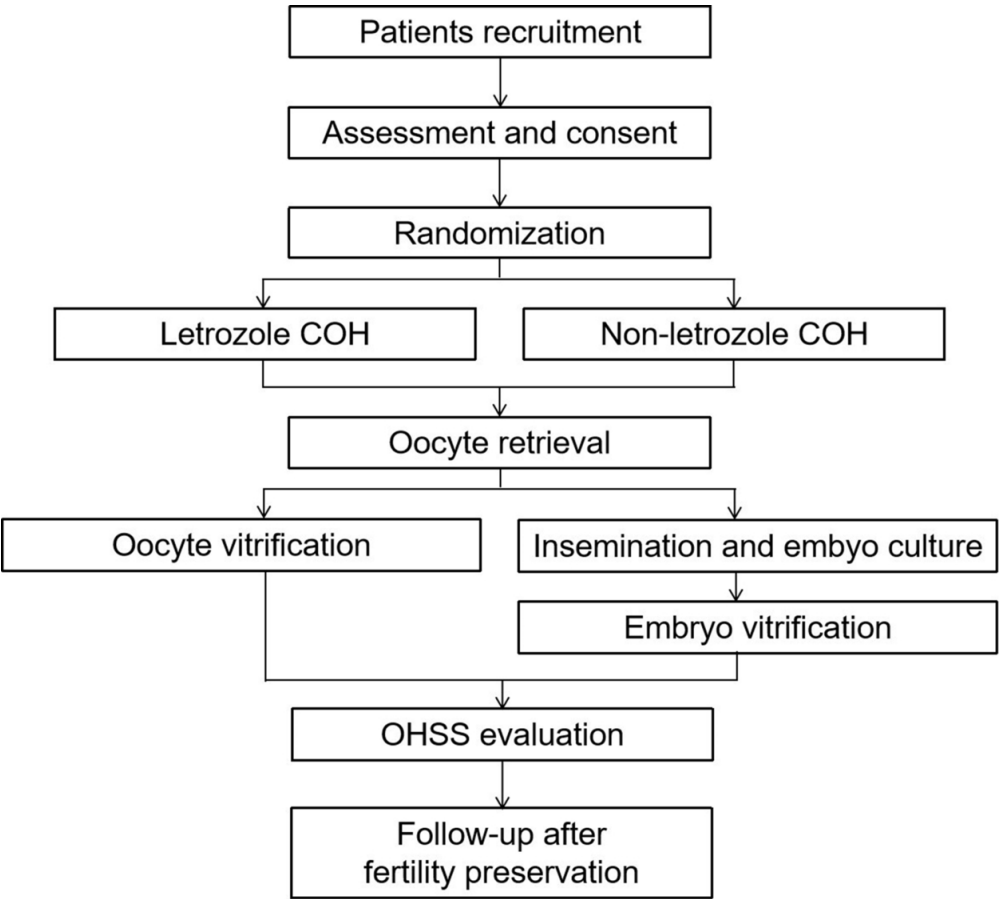 Patients recruitment
Assessment and consent
Randomization
Letrozole COH
Non-letrozole COH
Oocyte retrieval
Oocyte vitrification
Insemination and embyo culture
Embryo vitrification
OHSS evaluation
Follow-up after
fertility preservation